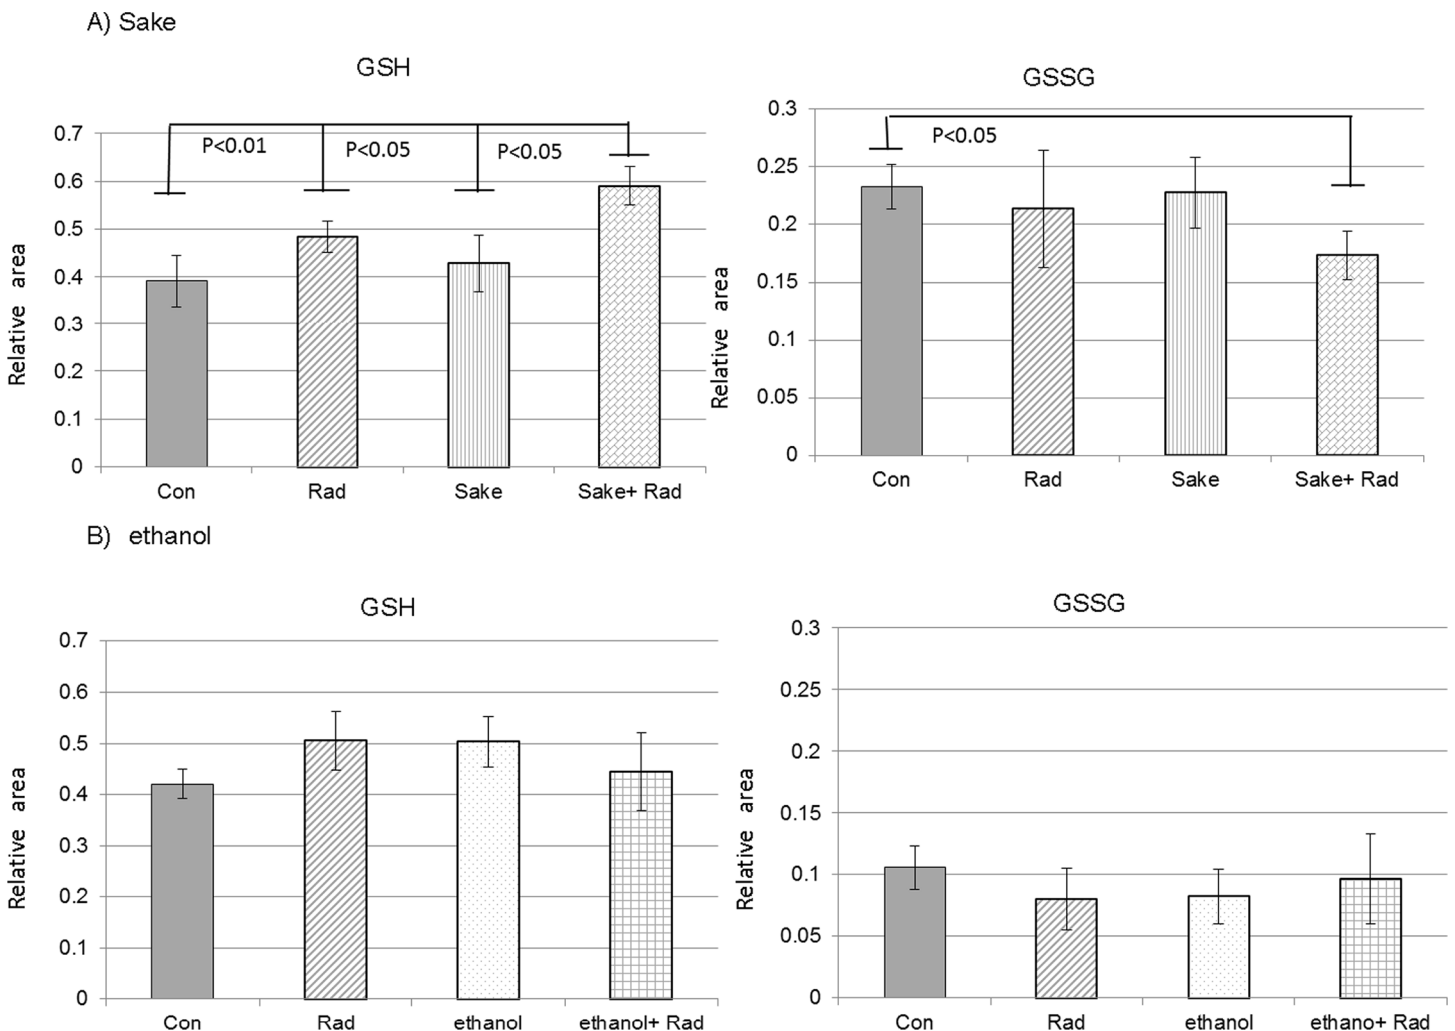 A) Sake
GSH
0.7
0.6
0.5
0.4
0.3
0.2
0.1
0
Relative area
P<0.01
P<0.05
P<0.05
Con Rad Sake Sake+ Rad
GSSG
0.3
0.25
0.2
0.15
0.1
0.05
0
Relative area
P<0.05
Con Rad Sake Sake+ Rad
B) ethanol
GSH
0.7
0.6
0.5
0.4
0.3
0.2
0.1
0
Relative area
Con Rad ethanol ethanol+ Rad
GSSG
0.3
0.25
0.2
0.15
0.1
0.05
0
Relative area
Con Rad ethanol ethano+ Rad